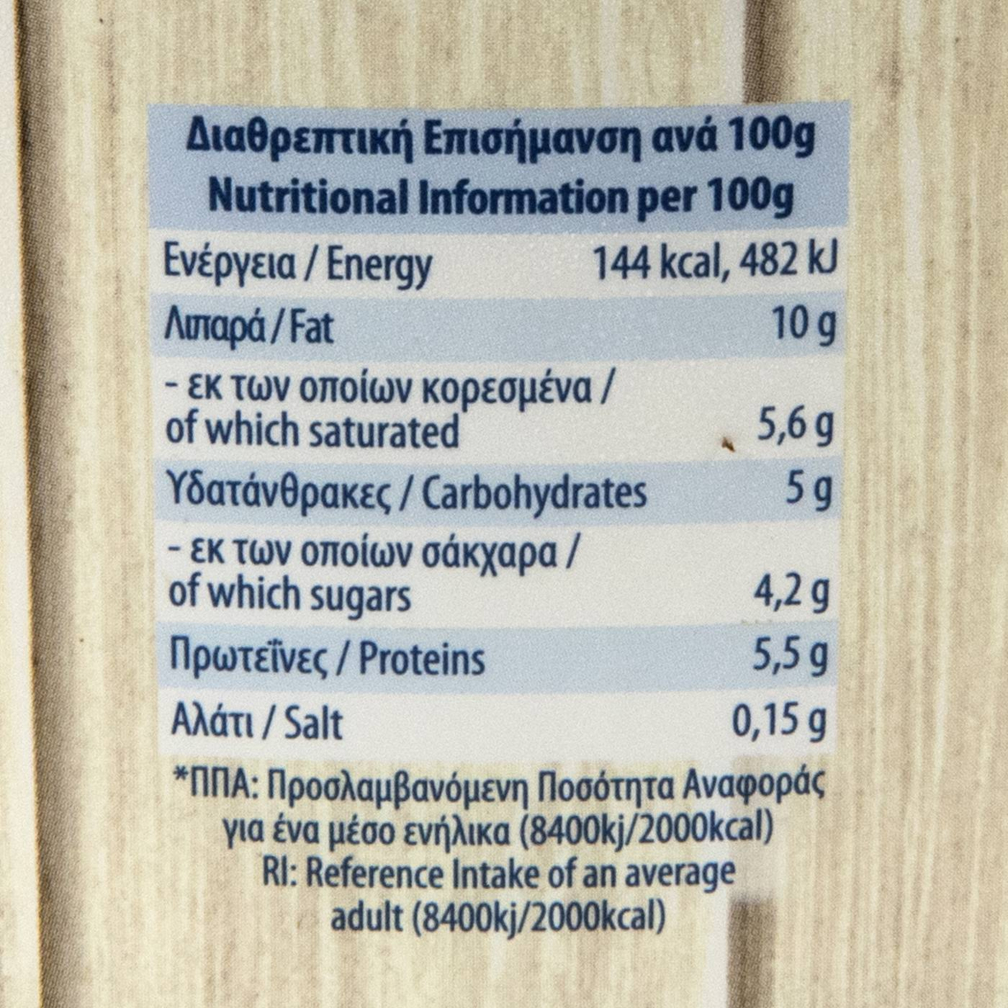 Διαθρεπτική Επισήμανση ανά 100g
Nutritional Information per 100g
Ενέργεια / Energy 144 kcal, 482 kJ
Λιπαρά / Fat 10 g
- εκ των οποίων κορεσμένα /
of which saturated 5,6 g
Υδατάνθρακες / Carbohydrates 5 g
- εκ των οποίων σάκχαρα /
of which sugars 4,2 g
Πρωτεΐνες / Proteins 5,5 g
Αλάτι / Salt 0,15 g
*ΠΠΑ: Προσλαμβανόμενη Ποσότητα Αναφοράς
για ένα μέσο ενήλικα (8400kj/2000kcal)
RI: Reference Intake of an average
adult (8400kj/2000kcal)